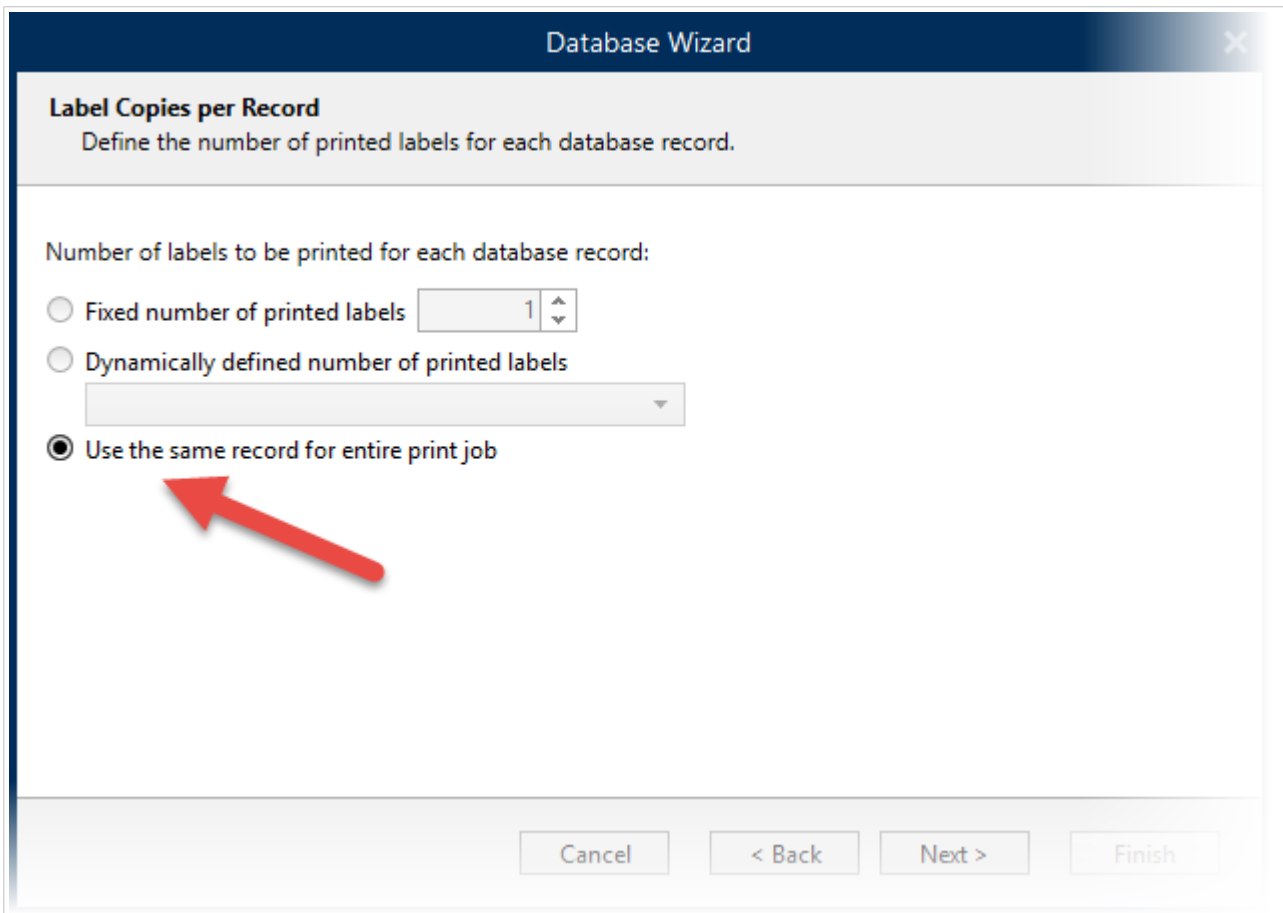 Database Wizard
Label Copies per Record
Define the number of printed labels for each database record.
Number of labels to be printed for each database record:
Fixed number of printed labels 1
Dynamically defined number of printed labels
Use the same record for entire print job
Cancel < Back Next > Finish